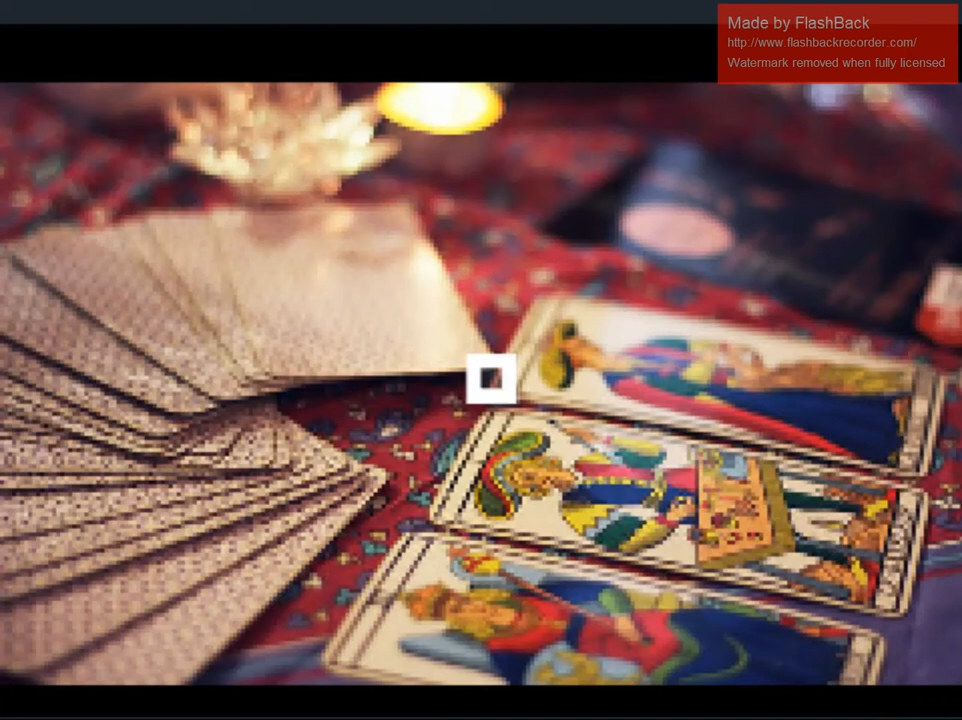 Made by FlashBack
http://www.flashbackrecorder.com/
Watermark removed when fully licensed